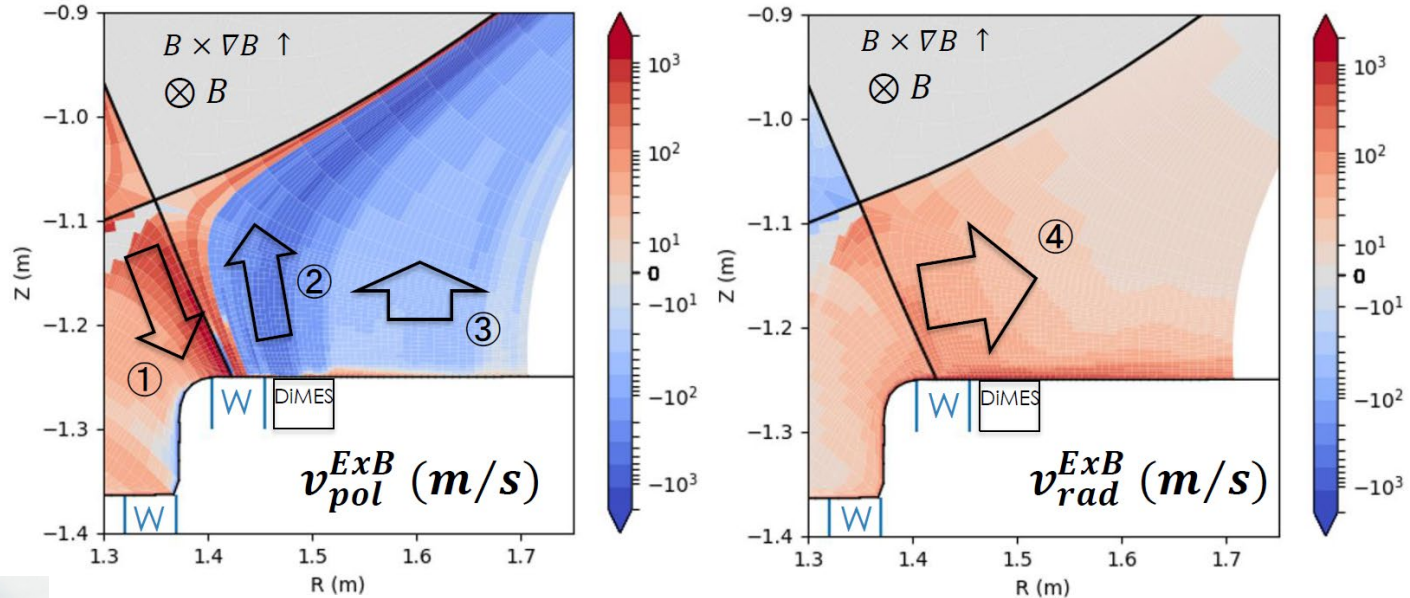 −0.9
−1.0
−1.1
−1.2
−1.3
−1.4
Z (m)
B × ∇B ↑
⊗ B
①
②
③
W
DiMES
W
v_pol^ExB (m/s)
1.3 1.4 1.5 1.6 1.7
R (m)
10^3
10^2
10^1
0
−10^1
−10^2
−10^3
−0.9
−1.0
−1.1
−1.2
−1.3
−1.4
Z (m)
B × ∇B ↑
⊗ B
④
W
DiMES
W
v_rad^ExB (m/s)
1.3 1.4 1.5 1.6 1.7
R (m)
10^3
10^2
10^1
0
−10^1
−10^2
−10^3